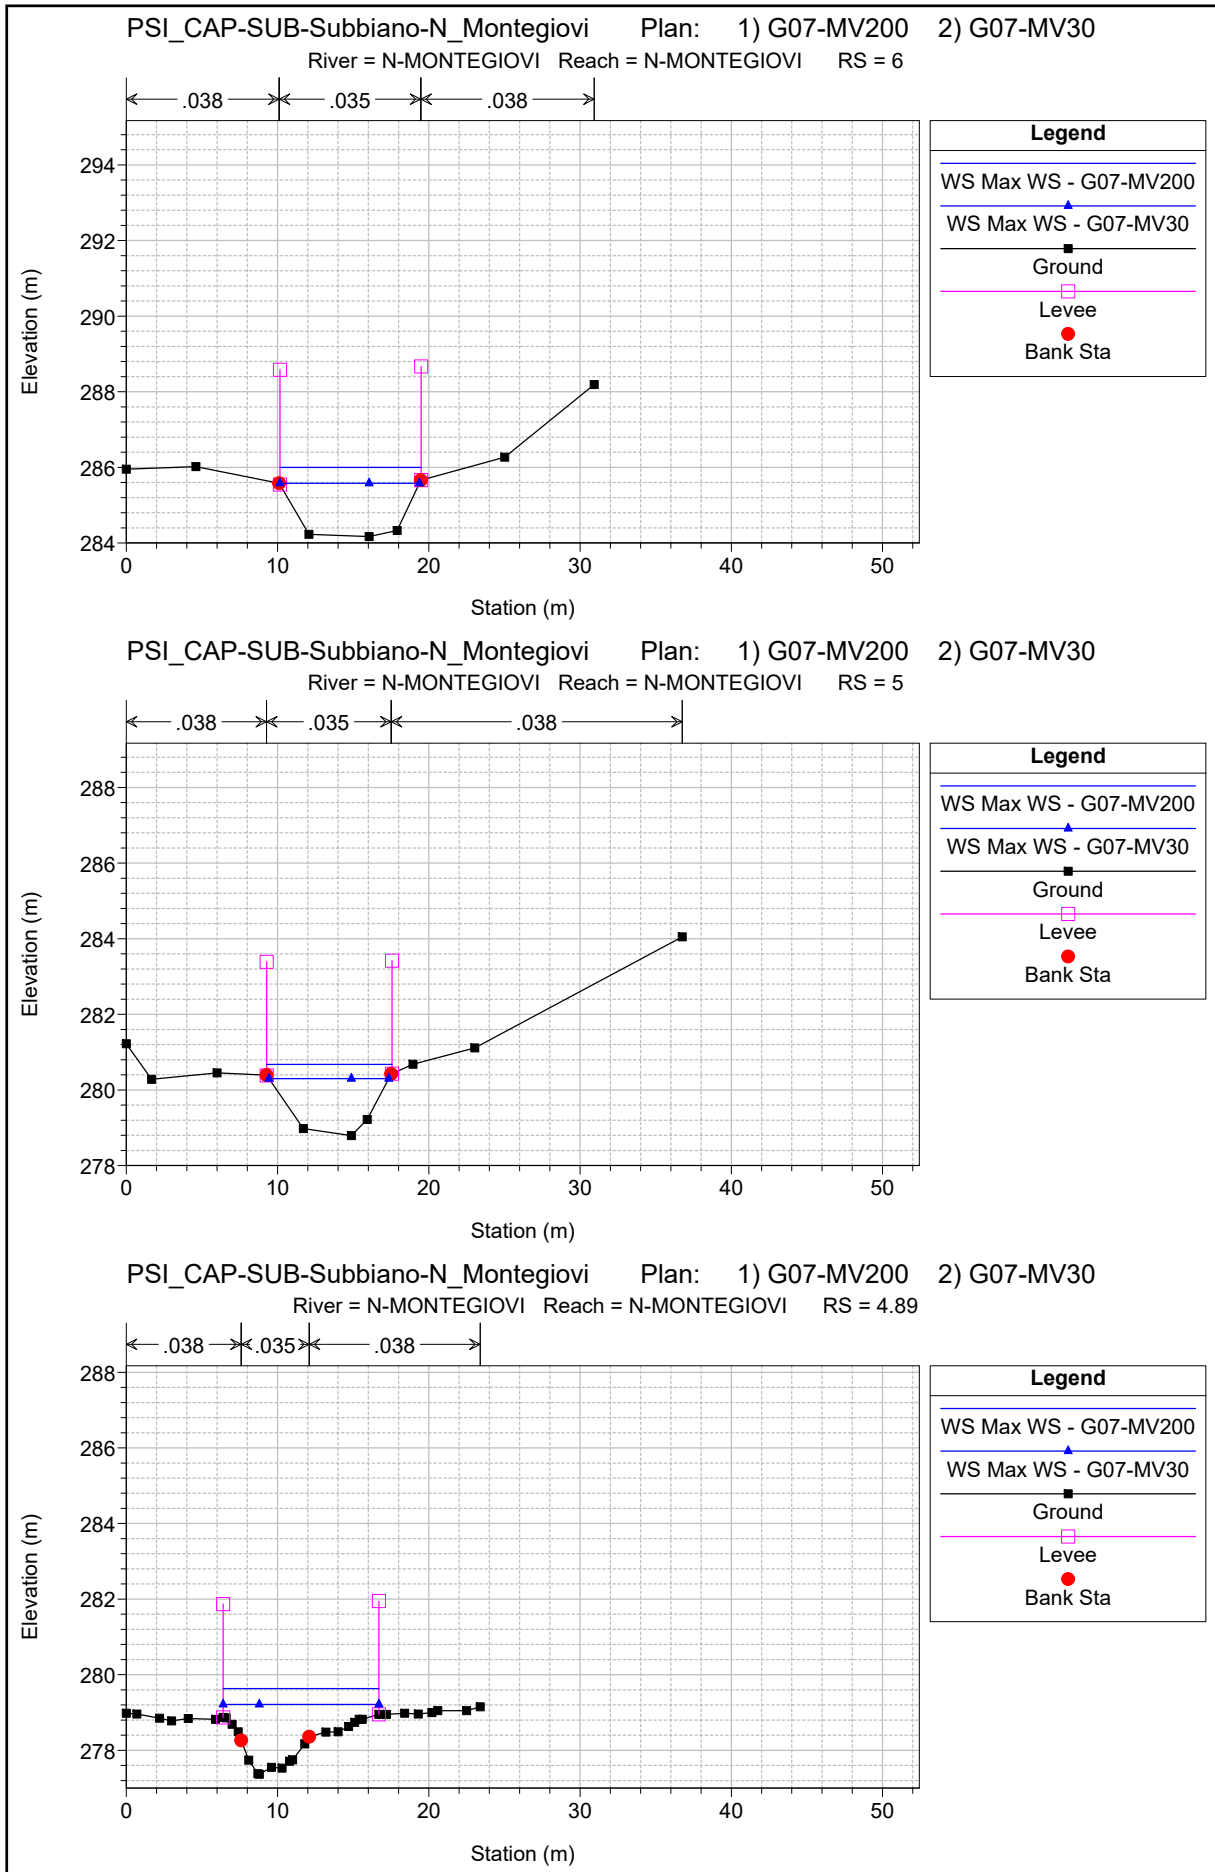 PSI_CAP-SUB-Subbiano-N_Montegiovi Plan: 1) G07-MV200 2) G07-MV30
River = N-MONTEGIOVI Reach = N-MONTEGIOVI RS = 6
.038 .035 .038
Legend
WS Max WS - G07-MV200
WS Max WS - G07-MV30
Ground
Levee
Bank Sta
294
292
290
288
286
284
Elevation (m)
0 10 20 30 40 50
Station (m)
PSI_CAP-SUB-Subbiano-N_Montegiovi Plan: 1) G07-MV200 2) G07-MV30
River = N-MONTEGIOVI Reach = N-MONTEGIOVI RS = 5
.038 .035 .038
Legend
WS Max WS - G07-MV200
WS Max WS - G07-MV30
Ground
Levee
Bank Sta
288
286
284
282
280
278
Elevation (m)
0 10 20 30 40 50
Station (m)
PSI_CAP-SUB-Subbiano-N_Montegiovi Plan: 1) G07-MV200 2) G07-MV30
River = N-MONTEGIOVI Reach = N-MONTEGIOVI RS = 4.89
.038 .035 .038
Legend
WS Max WS - G07-MV200
WS Max WS - G07-MV30
Ground
Levee
Bank Sta
288
286
284
282
280
278
Elevation (m)
0 10 20 30 40 50
Station (m)